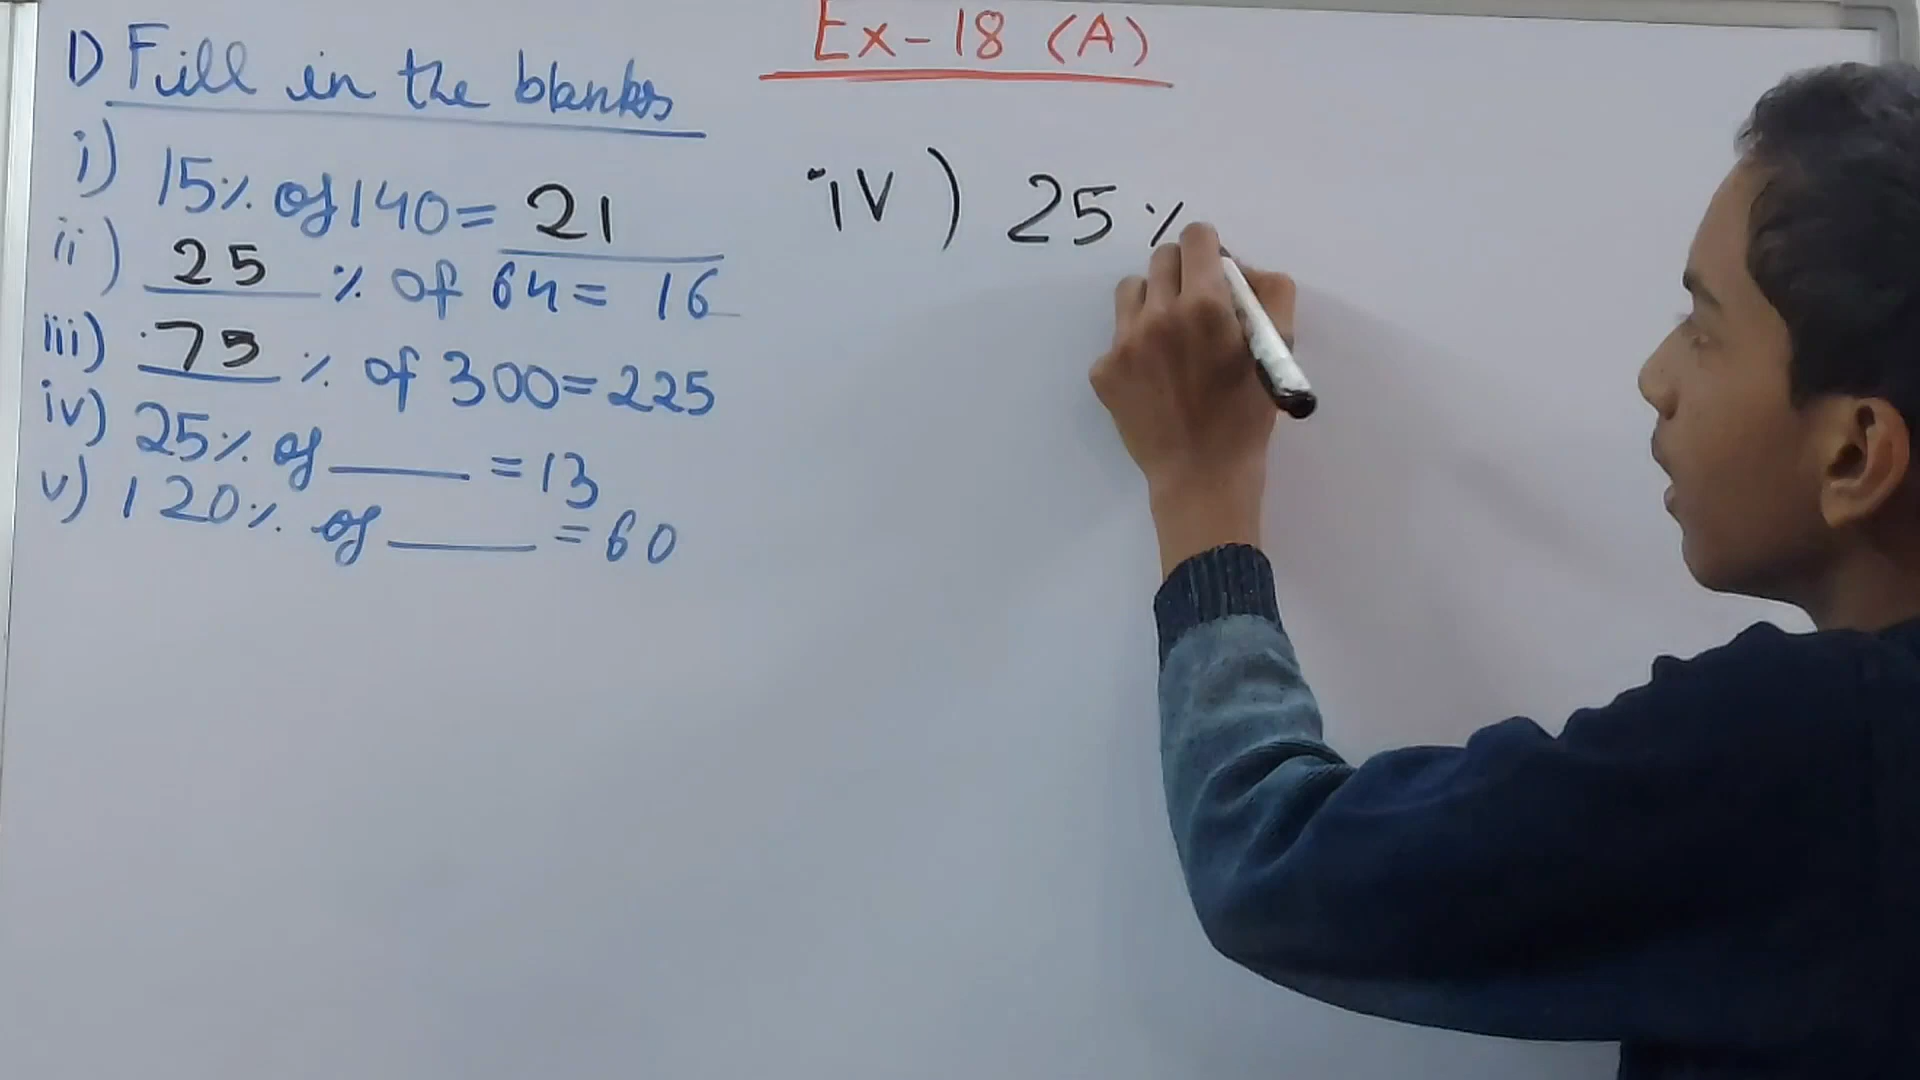 Ex-18 (A)
1) Fill in the blanks
i) 15% of 140 = 21
ii) 25 % of 64 = 16
iii) 75 % of 300 = 225
iv) 25% of ____ = 13
v) 120% of ____ = 60
iv) 25%